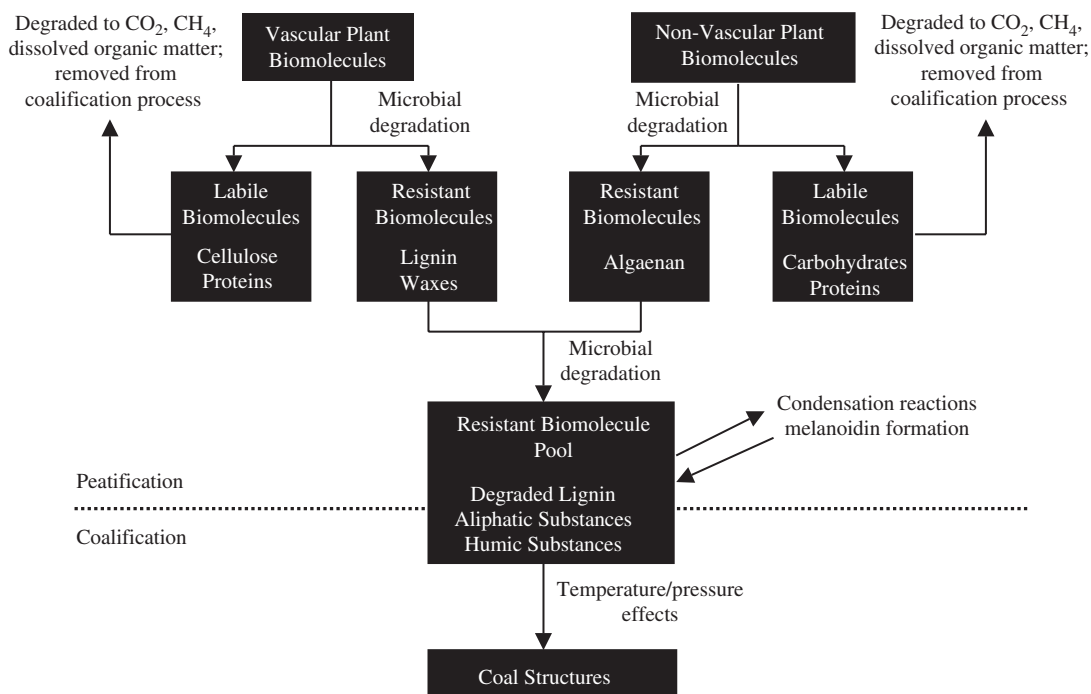 Degraded to CO₂, CH₄,
dissolved organic matter;
removed from
coalification process
Vascular Plant
Biomolecules
Non-Vascular Plant
Biomolecules
Degraded to CO₂, CH₄,
dissolved organic matter;
removed from
coalification process
Microbial
degradation
Microbial
degradation
Labile
Biomolecules
Cellulose
Proteins
Resistant
Biomolecules
Lignin
Waxes
Resistant
Biomolecules
Algaenan
Labile
Biomolecules
Carbohydrates
Proteins
Microbial
degradation
Resistant Biomolecule
Pool
Degraded Lignin
Aliphatic Substances
Humic Substances
Condensation reactions
melanoidin formation
Peatification
Coalification
Temperature/pressure
effects
Coal Structures